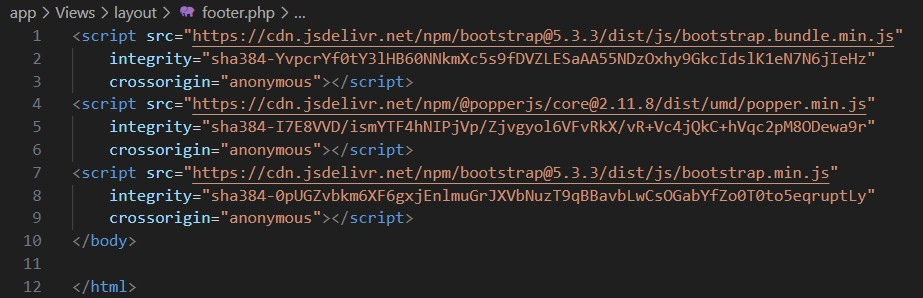 app > Views > layout > footer.php > ...
1 <script src="https://cdn.jsdelivr.net/npm/bootstrap@5.3.3/dist/js/bootstrap.bundle.min.js"
2 integrity="sha384-YvpcrYf0tY3lHB60NNkmXc5s9fDVZLESaAA55NDzOxhy9GkcIdslK1eN7N6jIeHz"
3 crossorigin="anonymous"></script>
4 <script src="https://cdn.jsdelivr.net/npm/@popperjs/core@2.11.8/dist/umd/popper.min.js"
5 integrity="sha384-I7E8VVD/ismYTF4hNIPjVp/Zjvgyol6VFvRkX/vR+Vc4jQkC+hVqc2pM8ODewa9r"
6 crossorigin="anonymous"></script>
7 <script src="https://cdn.jsdelivr.net/npm/bootstrap@5.3.3/dist/js/bootstrap.min.js"
8 integrity="sha384-0pUGZvbkm6XF6gxjEnlmuGrJXVbNuzT9qBBavbLwCsOGabYfZo0T0to5eqruptLy"
9 crossorigin="anonymous"></script>
10 </body>
11
12 </html>